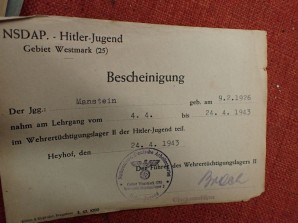 NSDAP. - Hitler-Jugend
Gebiet Westmark (25)
Bescheinigung
Der Jgg.: Manstein geb. am 9.2.1926
nahm am Lehrgang vom 4. 4. bis 24. 4. 1943
im Wehrertüchtigungslager II der Hitler-Jugend teil.
Heyhof, den 24.4.1943
Der Führer des Wehrertüchtigungslagers II